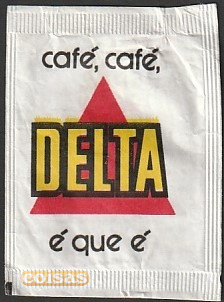 café, café,
DELTA
é que é
coisas